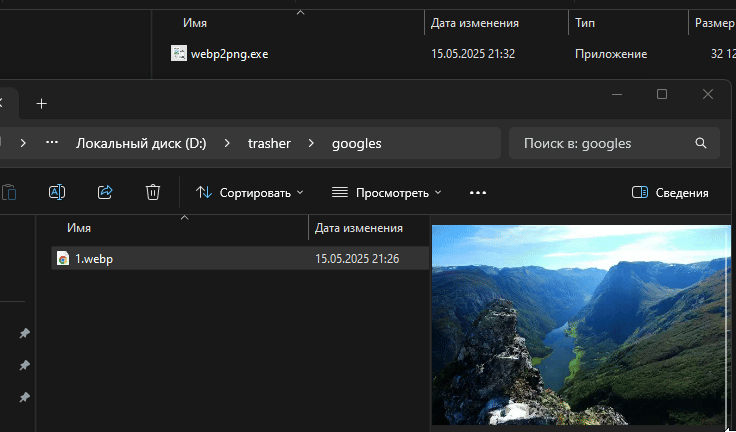 Имя Дата изменения Тип Размер
webp2png.exe 15.05.2025 21:32 Приложение 32 12
Локальный диск (D:) trasher googles Поиск в: googles
Сортировать Просмотреть Сведения
Имя Дата изменения
1.webp 15.05.2025 21:26